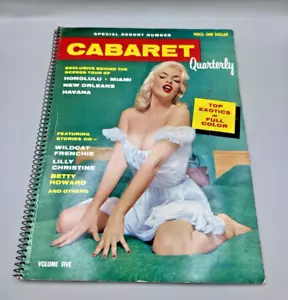 SPECIAL RESORT NUMBER
PRICE: ONE DOLLAR
CABARET
Quarterly
EXCLUSIVE BEHIND THE
SCENES TOUR OF
HONOLULU - MIAMI
NEW ORLEANS
HAVANA
TOP
EXOTICS
IN
FULL
COLOR
FEATURING
STORIES ON—
WILDCAT
FRENCHIE
LILLY
CHRISTINE
BETTY
HOWARD
AND OTHERS
VOLUME FIVE